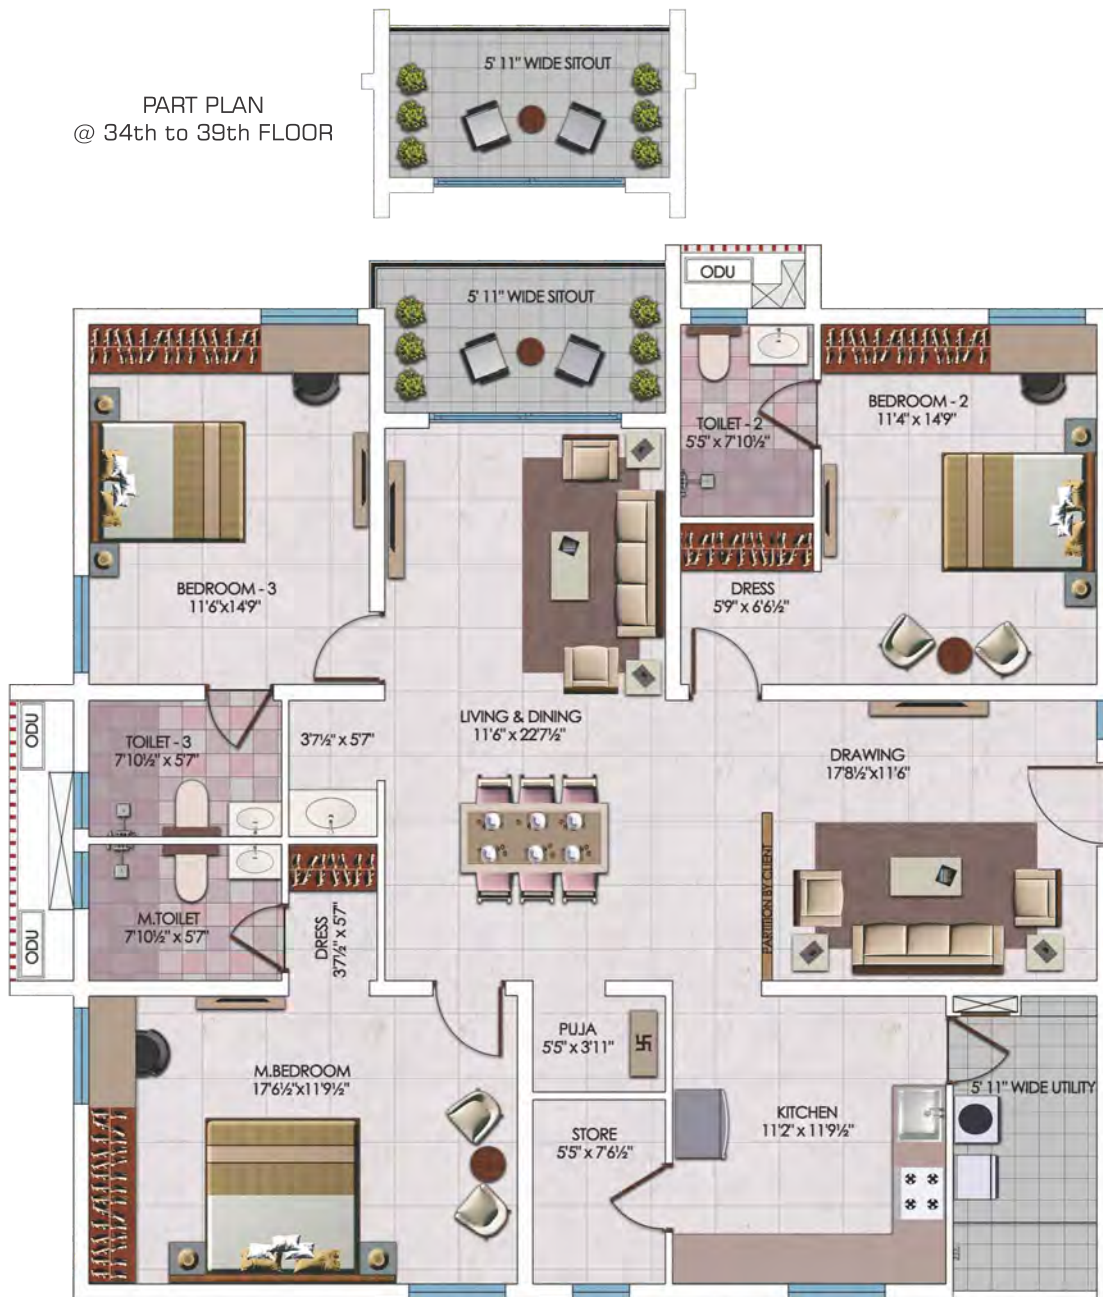 5' 11" WIDE SITOUT
PART PLAN
@ 34th to 39th FLOOR
ODU
5' 11" WIDE SITOUT
BEDROOM - 2
11'4" x 14'9"
TOILET - 2
5'5" x 7'10½"
BEDROOM - 3
11'6"x14'9"
DRESS
5'9" x 6'6½"
ODU
LIVING & DINING
11'6" x 22'7½"
TOILET - 3
7'10½" x 5'7"
3'7½" x 5'7"
DRAWING
17'8½"x11'6"
PARTITION BY CLIENT
M.TOILET
7'10½" x 5'7"
DRESS
3'7½" x 5'7"
ODU
PUJA
5'5" x 3'11"
M.BEDROOM
17'6½"x11'9½"
5' 11" WIDE UTILITY
KITCHEN
11'2" x 11'9½"
STORE
5'5" x 7'6½"